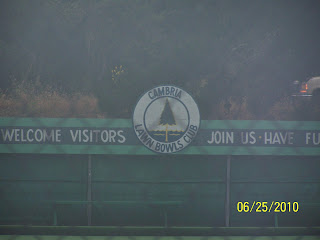 WELCOME VISITORS
CAMBRIA
LAWN BOWLS CLUB
JOIN US · HAVE FU
06/25/2010